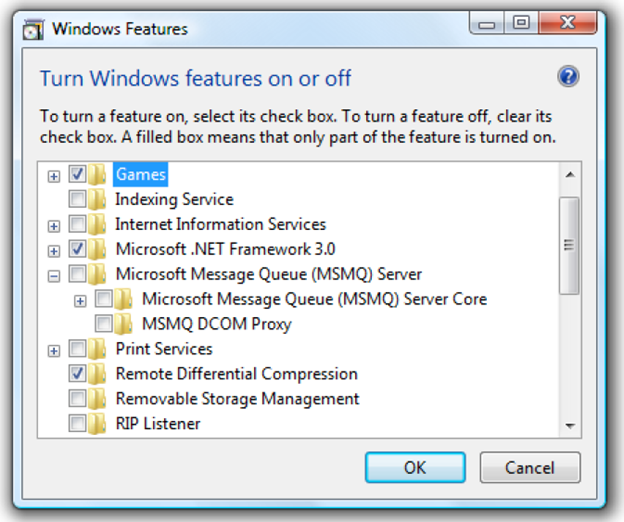 Windows Features
Turn Windows features on or off
To turn a feature on, select its check box. To turn a feature off, clear its
check box. A filled box means that only part of the feature is turned on.
Games
Indexing Service
Internet Information Services
Microsoft .NET Framework 3.0
Microsoft Message Queue (MSMQ) Server
Microsoft Message Queue (MSMQ) Server Core
MSMQ DCOM Proxy
Print Services
Remote Differential Compression
Removable Storage Management
RIP Listener
OK Cancel